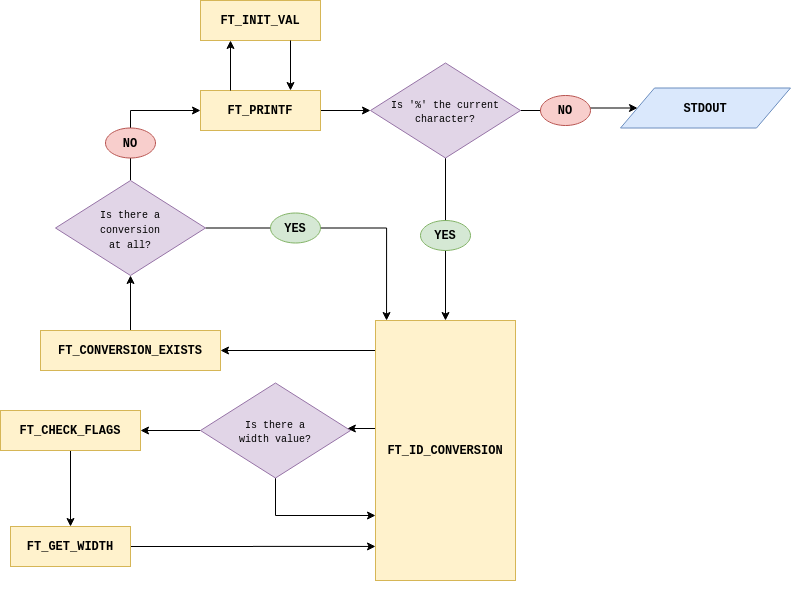 FT_INIT_VAL
FT_PRINTF
Is '%' the current
character?
NO
STDOUT
NO
Is there a
conversion
at all?
YES
YES
FT_CONVERSION_EXISTS
FT_CHECK_FLAGS
Is there a
width value?
FT_ID_CONVERSION
FT_GET_WIDTH